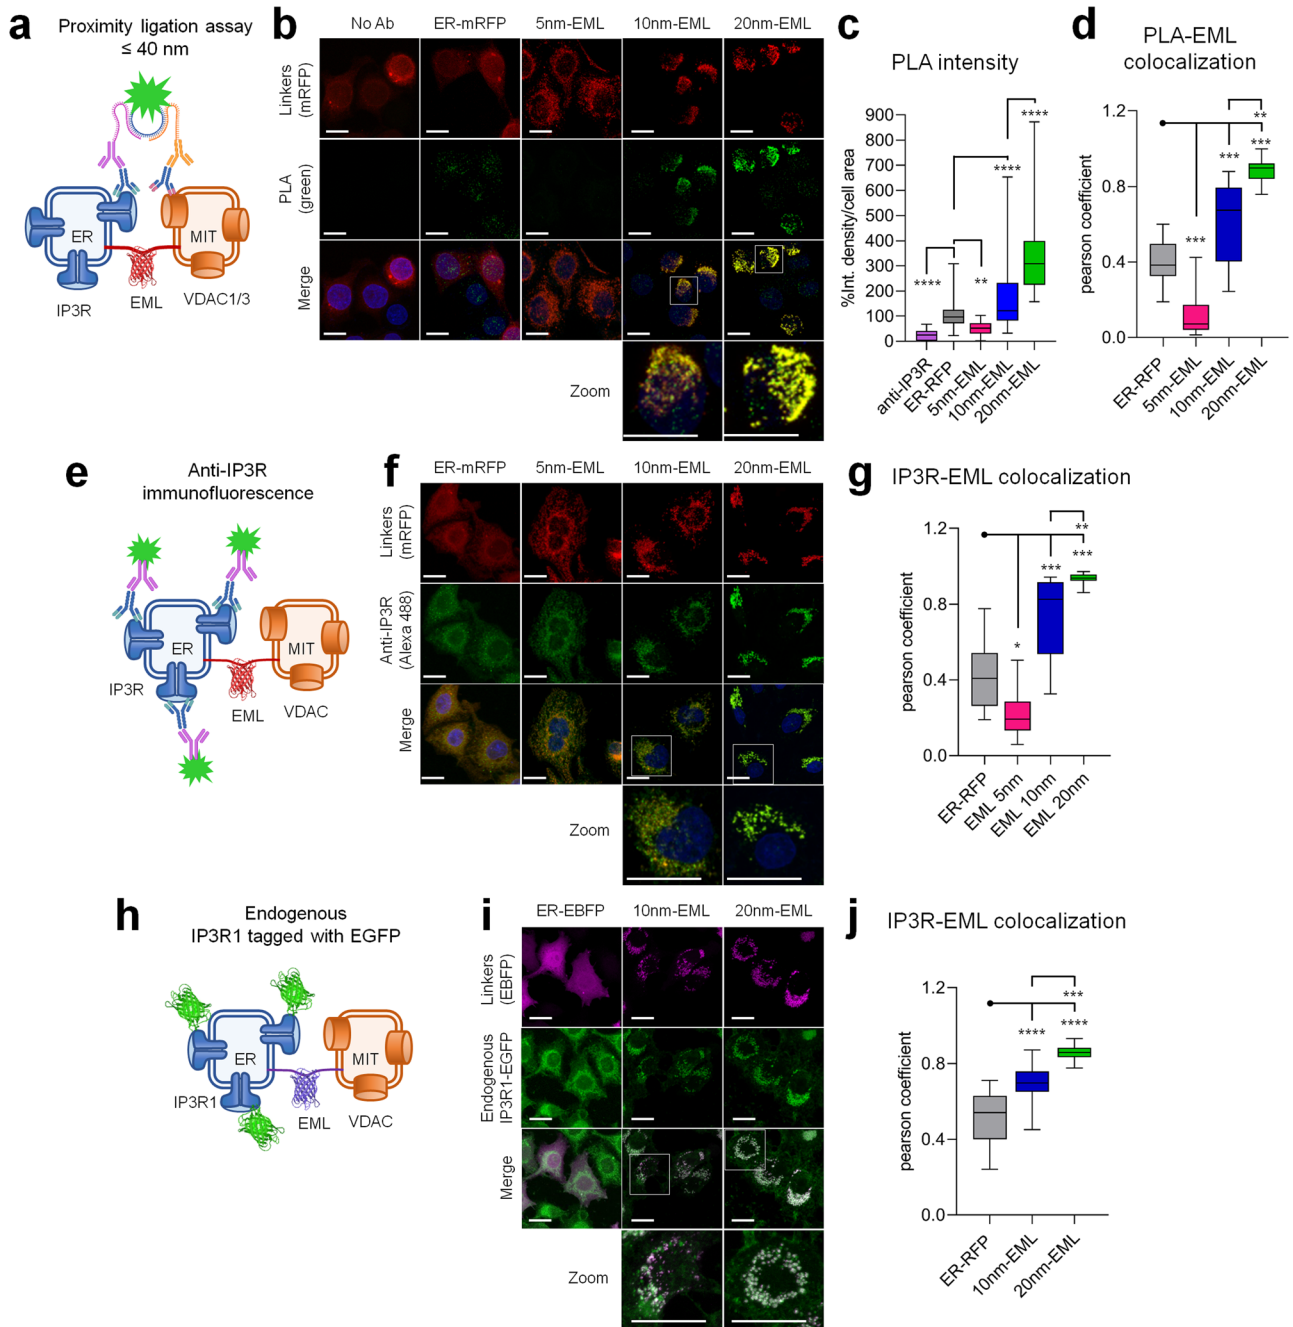 a
Proximity ligation assay
≤ 40 nm
ER
MIT
IP3R
EML
VDAC1/3
b
No Ab
ER-mRFP
5nm-EML
10nm-EML
20nm-EML
Linkers
(mRFP)
PLA
(green)
Merge
Zoom
c
PLA intensity
%Int. density/cell area
900
800
700
600
500
400
300
200
100
0
****
**
****
****
anti-IP3R
ER-RFP
5nm-EML
10nm-EML
20nm-EML
d
PLA-EML
colocalization
pearson coefficient
1.2
0.8
0.4
0.0
***
***
**
***
ER-RFP
5nm-EML
10nm-EML
20nm-EML
e
Anti-IP3R
immunofluorescence
ER
MIT
IP3R
EML
VDAC
f
ER-mRFP
5nm-EML
10nm-EML
20nm-EML
Linkers
(mRFP)
Anti-IP3R
(Alexa 488)
Merge
Zoom
g
IP3R-EML colocalization
pearson coefficient
1.2
0.8
0.4
0.0
*
***
**
***
ER-RFP
EML 5nm
EML 10nm
EML 20nm
h
Endogenous
IP3R1 tagged with EGFP
ER
MIT
IP3R1
EML
VDAC
i
ER-EBFP
10nm-EML
20nm-EML
Linkers
(EBFP)
Endogenous
IP3R1-EGFP
Merge
Zoom
j
IP3R-EML colocalization
pearson coefficient
1.2
0.8
0.4
0.0
****
***
****
ER-RFP
10nm-EML
20nm-EML